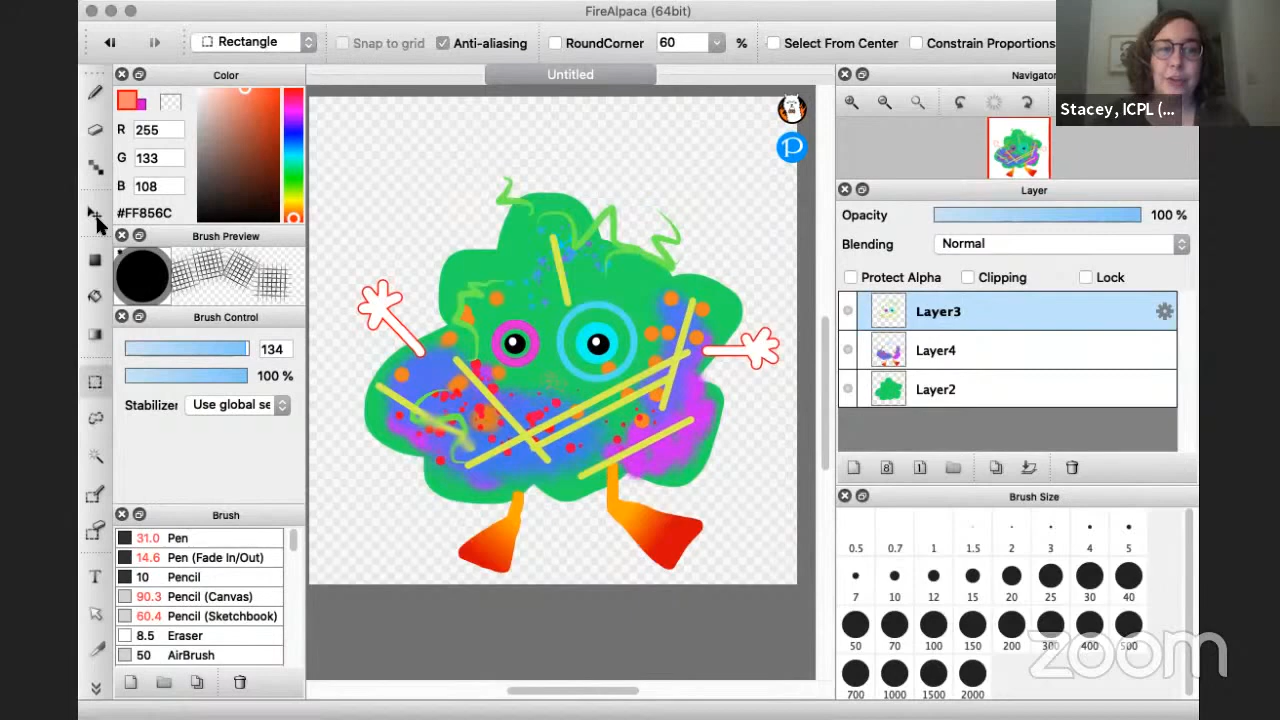 FireAlpaca (64bit)
Rectangle
Snap to grid
Anti-aliasing
RoundCorner
60
%
Select From Center
Constrain Proportions
Stacey, ICPL (...
Color
Untitled
Navigator
R 255
G 133
B 108
#FF856C
Brush Preview
Brush Control
134
100 %
Stabilizer
Use global se
Layer
Opacity
100 %
Blending
Normal
Protect Alpha
Clipping
Lock
Layer3
Layer4
Layer2
8
1
Brush
31.0 Pen
14.6 Pen (Fade In/Out)
10 Pencil
90.3 Pencil (Canvas)
60.4 Pencil (Sketchbook)
8.5 Eraser
50 AirBrush
T
P
Brush Size
0.5 0.7 1 1.5 2 3 4 5
7 10 12 15 20 25 30 40
50 70 100 150 200 300 400 500
700 1000 1500 2000
zoom